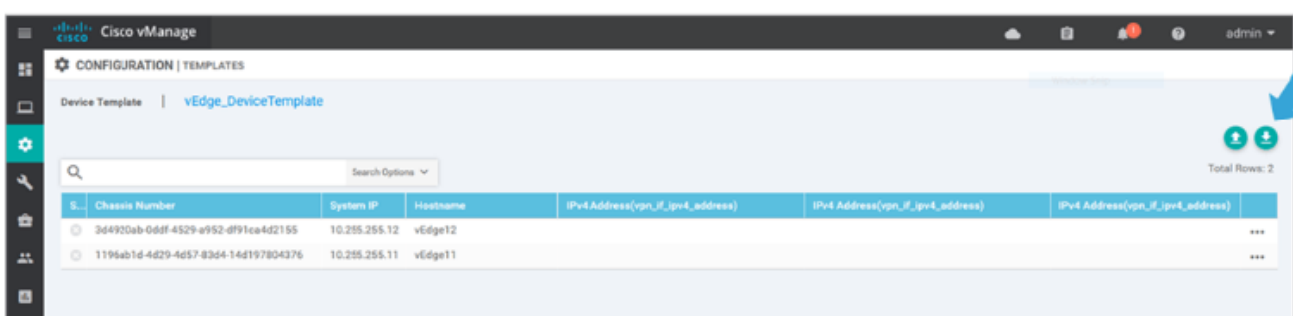 CISCO Cisco vManage admin
CONFIGURATION | TEMPLATES
Device Template | vEdge_DeviceTemplate
Search Options Total Rows: 2
S... Chassis Number System IP Hostname IPv4 Address(vpn_if_ipv4_address) IPv4 Address(vpn_if_ipv4_address) IPv4 Address(vpn_if_ipv4_address)
3d4920ab-0ddf-4529-a952-df91ca4d2155 10.255.255.12 vEdge12 •••
1196ab1d-4d29-4d57-83d4-14d197804376 10.255.255.11 vEdge11 •••